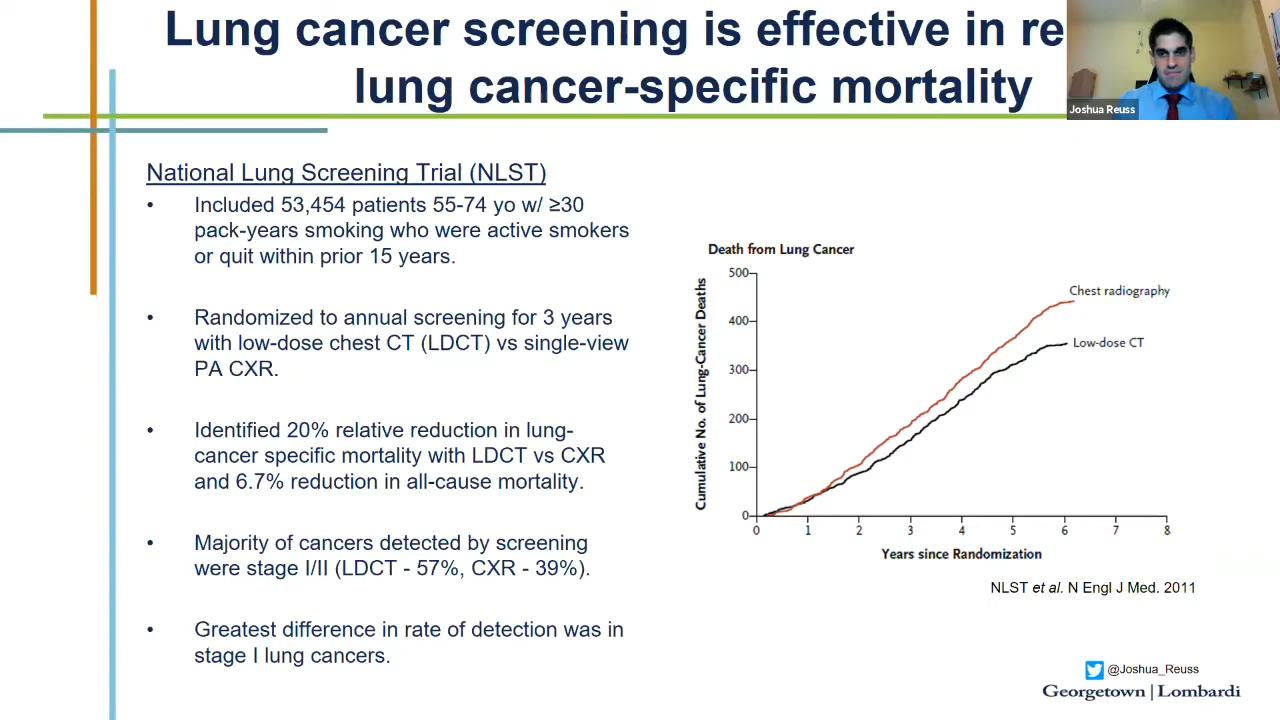 Lung cancer screening is effective in re
lung cancer-specific mortality
Joshua Reuss
National Lung Screening Trial (NLST)
• Included 53,454 patients 55-74 yo w/ ≥30
pack-years smoking who were active smokers
or quit within prior 15 years.
• Randomized to annual screening for 3 years
with low-dose chest CT (LDCT) vs single-view
PA CXR.
• Identified 20% relative reduction in lung-
cancer specific mortality with LDCT vs CXR
and 6.7% reduction in all-cause mortality.
• Majority of cancers detected by screening
were stage I/II (LDCT - 57%, CXR - 39%).
• Greatest difference in rate of detection was in
stage I lung cancers.
Death from Lung Cancer
Cumulative No. of Lung-Cancer Deaths
500
400
300
200
100
0
Chest radiography
Low-dose CT
0 1 2 3 4 5 6 7 8
Years since Randomization
NLST et al. N Engl J Med. 2011
@Joshua_Reuss
Georgetown | Lombardi